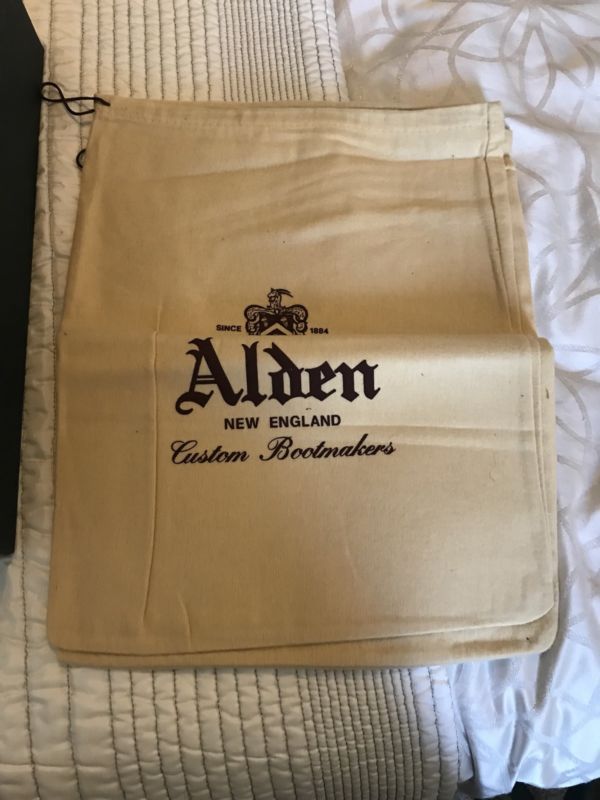 SINCE 1884
Alden
NEW ENGLAND
Custom Bootmakers